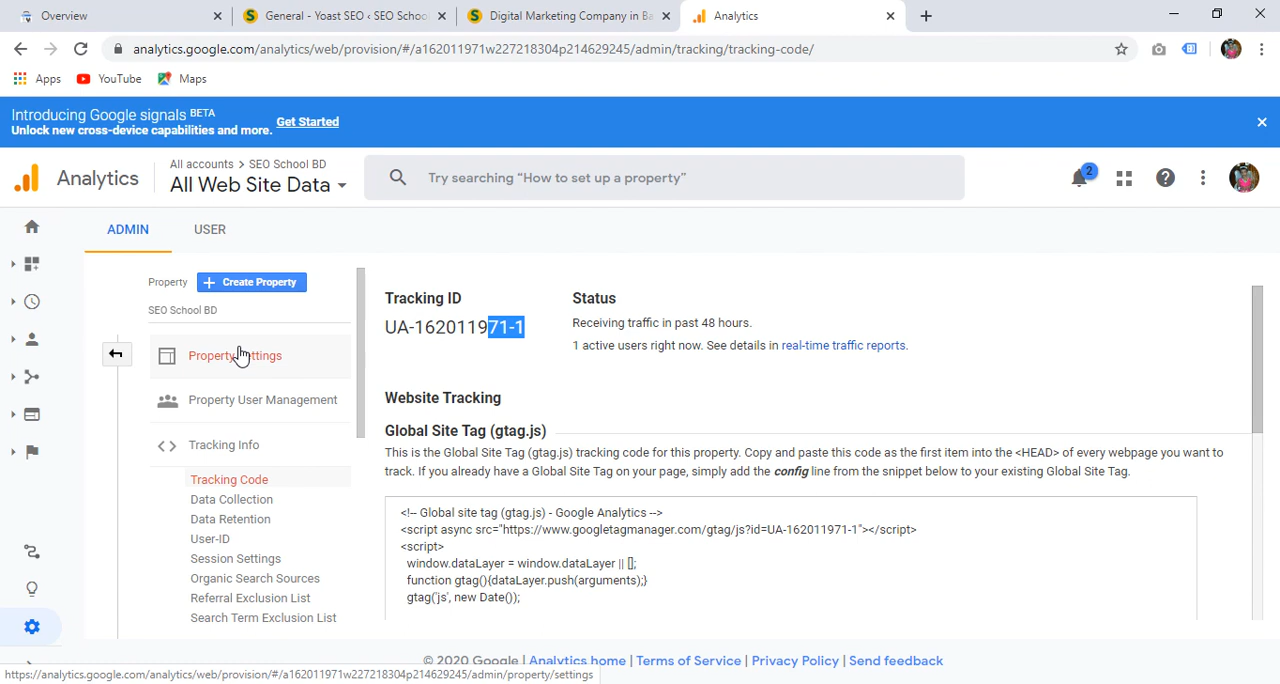 Overview
General - Yoast SEO ‹ SEO Schoo
Digital Marketing Company in Ba
Analytics
analytics.google.com/analytics/web/provision/#/a162011971w227218304p214629245/admin/tracking/tracking-code/
Apps
YouTube
Maps
Introducing Google signals BETA
Unlock new cross-device capabilities and more.
Get Started
Analytics
All accounts > SEO School BD
All Web Site Data
Try searching "How to set up a property"
2
ADMIN
USER
Property
Create Property
SEO School BD
Property Settings
Property User Management
Tracking Info
Tracking Code
Data Collection
Data Retention
User-ID
Session Settings
Organic Search Sources
Referral Exclusion List
Search Term Exclusion List
Tracking ID
UA-162011971-1
Status
Receiving traffic in past 48 hours.
1 active users right now. See details in real-time traffic reports.
Website Tracking
Global Site Tag (gtag.js)
This is the Global Site Tag (gtag.js) tracking code for this property. Copy and paste this code as the first item into the <HEAD> of every webpage you want to
track. If you already have a Global Site Tag on your page, simply add the config line from the snippet below to your existing Global Site Tag.
<!-- Global site tag (gtag.js) - Google Analytics -->
<script async src="https://www.googletagmanager.com/gtag/js?id=UA-162011971-1"></script>
<script>
window.dataLayer = window.dataLayer || [];
function gtag(){dataLayer.push(arguments);}
gtag('js', new Date());
© 2020 Google | Analytics home | Terms of Service | Privacy Policy | Send feedback
https://analytics.google.com/analytics/web/provision/#/a162011971w227218304p214629245/admin/property/settings